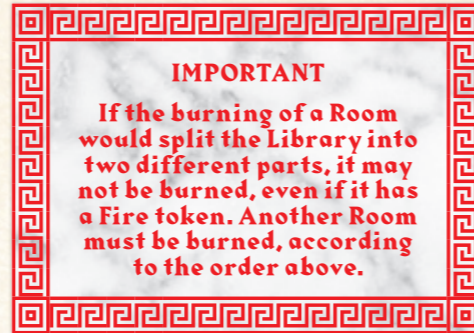 IMPORTANT
If the burning of a Room
would split the Library into
two different parts, it may
not be burned, even if it has
a Fire token. Another Room
must be burned, according
to the order above.